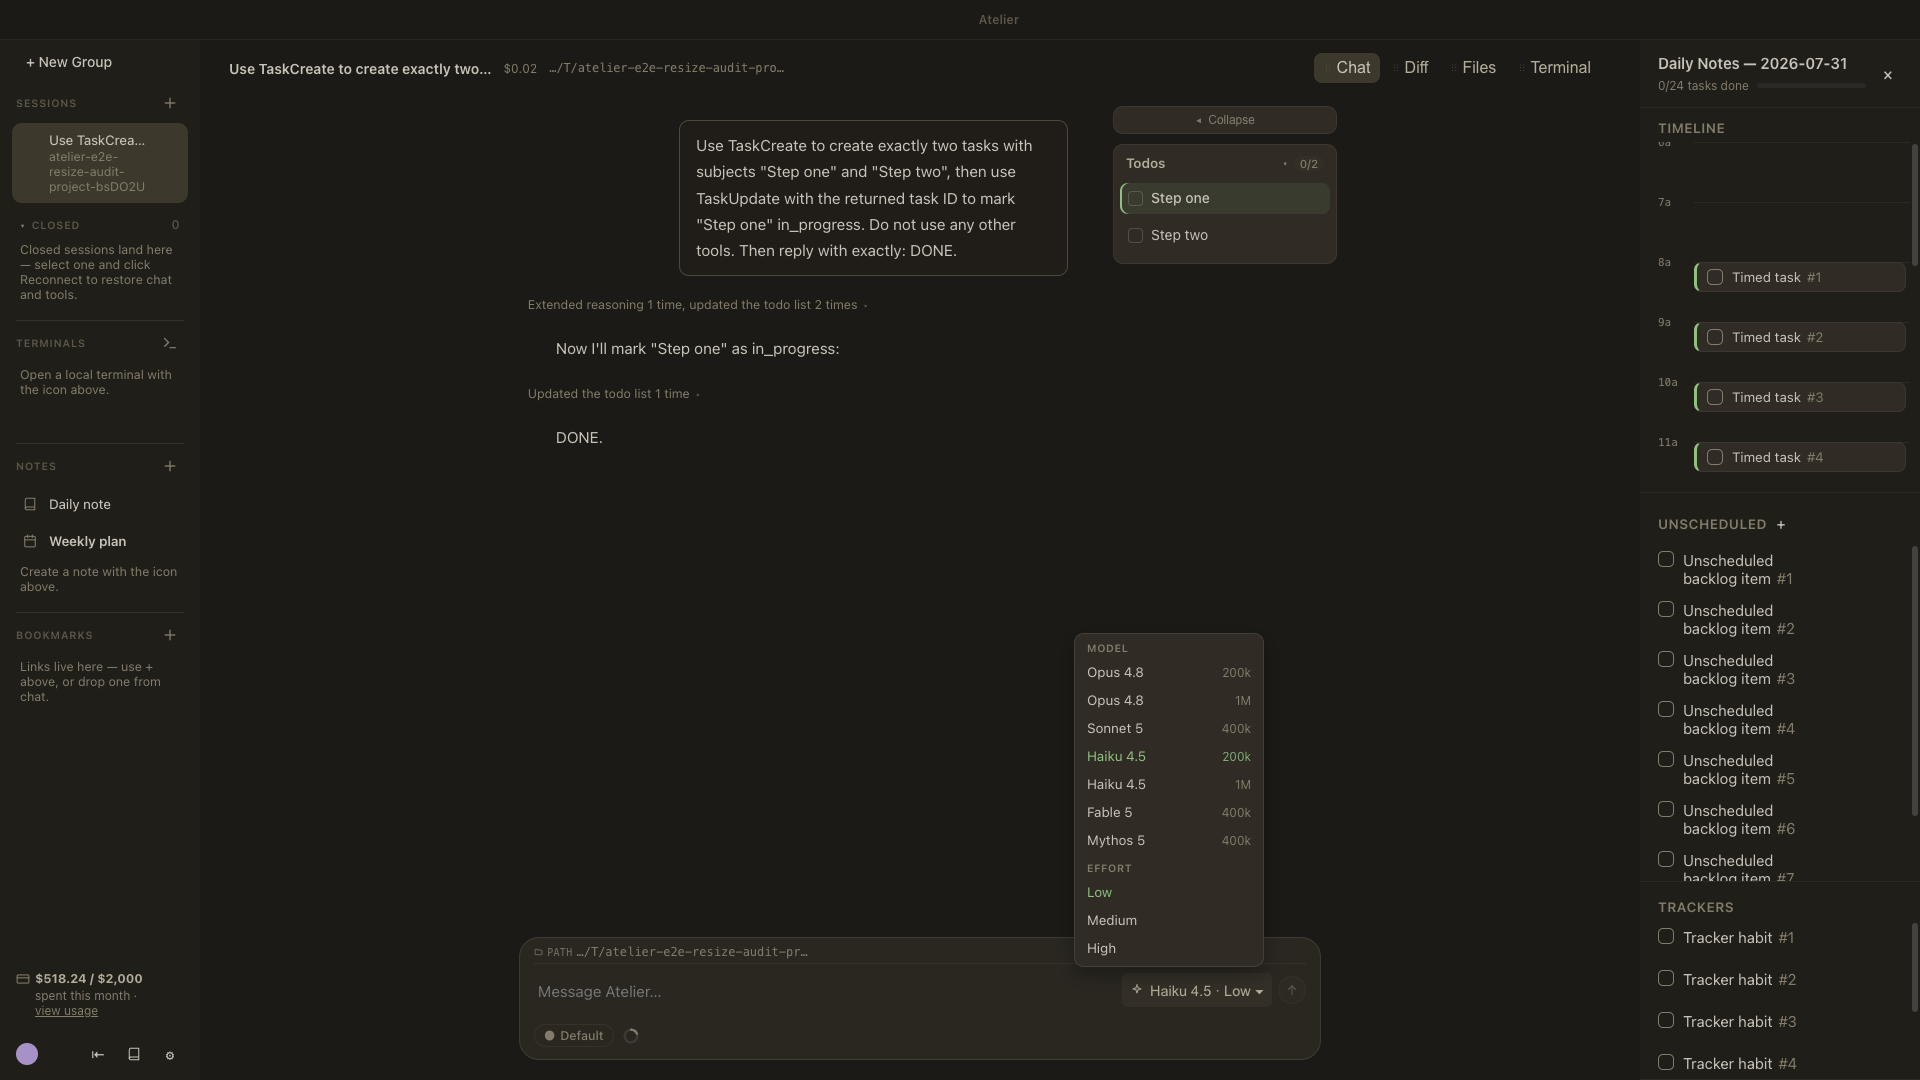 Atelier
+ New Group
SESSIONS
Use TaskCrea...
atelier-e2e-
resize-audit-
project-bsDO2U
CLOSED 0
Closed sessions land here
— select one and click
Reconnect to restore chat
and tools.
TERMINALS
Open a local terminal with
the icon above.
NOTES
Daily note
Weekly plan
Create a note with the icon
above.
BOOKMARKS
Links live here — use +
above, or drop one from
chat.
$518.24 / $2,000
spent this month ·
view usage
Use TaskCreate to create exactly two... $0.02 …/T/atelier-e2e-resize-audit-pro…
Chat Diff Files Terminal
Use TaskCreate to create exactly two tasks with
subjects "Step one" and "Step two", then use
TaskUpdate with the returned task ID to mark
"Step one" in_progress. Do not use any other
tools. Then reply with exactly: DONE.
Extended reasoning 1 time, updated the todo list 2 times
Now I'll mark "Step one" as in_progress:
Updated the todo list 1 time
DONE.
Collapse
Todos 0/2
Step one
Step two
MODEL
Opus 4.8 200k
Opus 4.8 1M
Sonnet 5 400k
Haiku 4.5 200k
Haiku 4.5 1M
Fable 5 400k
Mythos 5 400k
EFFORT
Low
Medium
High
PATH …/T/atelier-e2e-resize-audit-pr…
Message Atelier...
Haiku 4.5 · Low
Default
Daily Notes — 2026-07-31
0/24 tasks done
TIMELINE
6a
7a
8a
Timed task #1
9a
Timed task #2
10a
Timed task #3
11a
Timed task #4
UNSCHEDULED +
Unscheduled
backlog item #1
Unscheduled
backlog item #2
Unscheduled
backlog item #3
Unscheduled
backlog item #4
Unscheduled
backlog item #5
Unscheduled
backlog item #6
Unscheduled
backlog item #7
TRACKERS
Tracker habit #1
Tracker habit #2
Tracker habit #3
Tracker habit #4